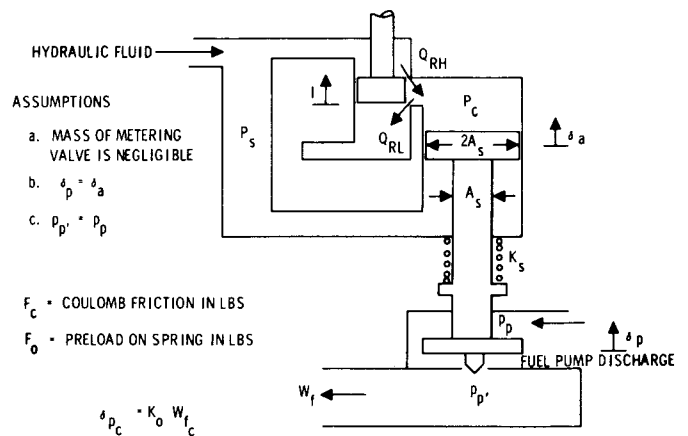 HYDRAULIC FLUID
Q_RH
I
P_c
ASSUMPTIONS
P_s
Q_RL
2A_s
δ_a
a. MASS OF METERING
VALVE IS NEGLIGIBLE
b. δ_p = δ_a
A_s
c. P_p' = P_p
K_s
F_c = COULOMB FRICTION IN LBS
F_o = PRELOAD ON SPRING IN LBS
P_p
δ_p
FUEL PUMP DISCHARGE
W_f
P_p'
δ_p_c = K_o W_f_c